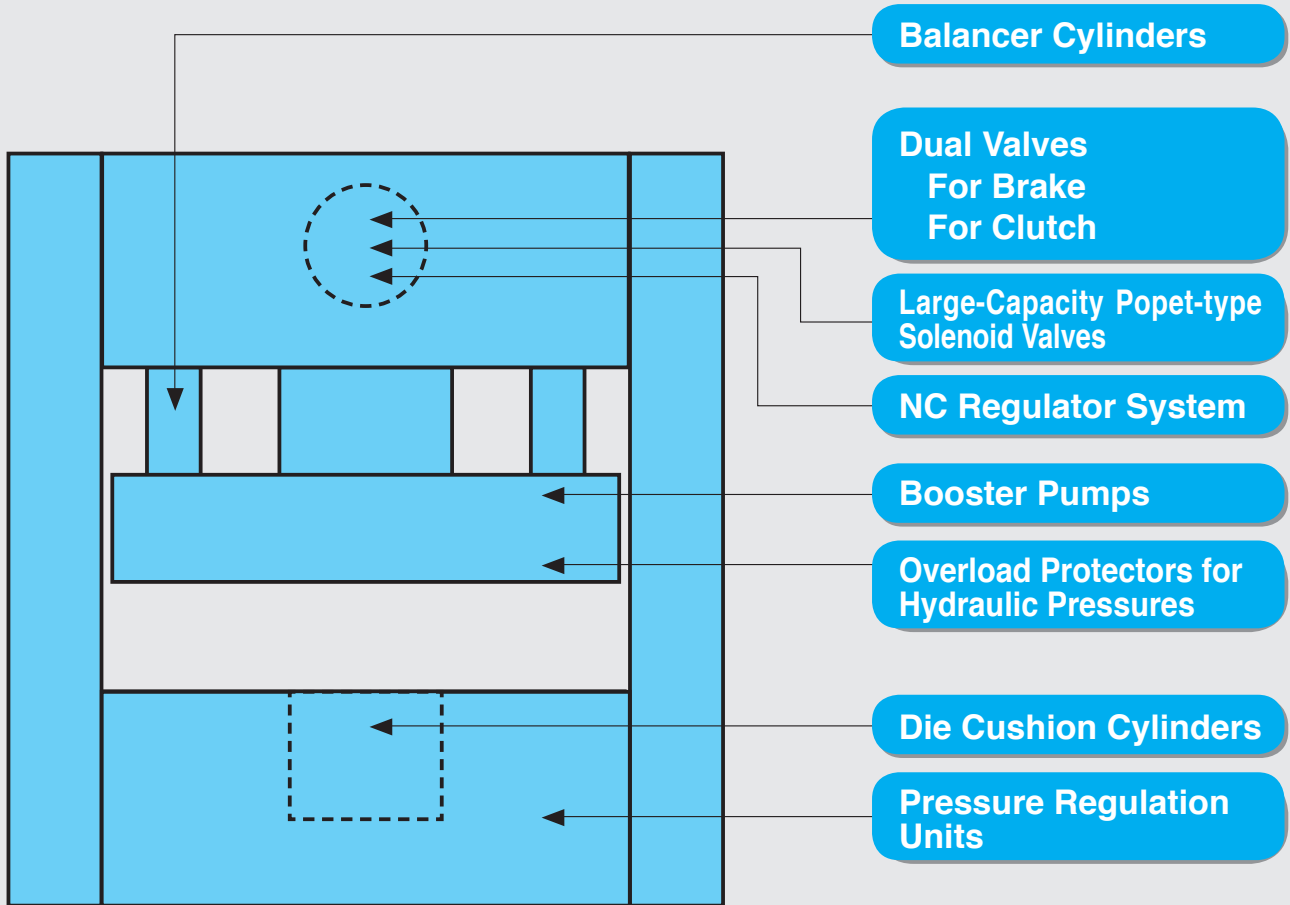 Balancer Cylinders
Dual Valves
For Brake
For Clutch
Large-Capacity Popet-type
Solenoid Valves
NC Regulator System
Booster Pumps
Overload Protectors for
Hydraulic Pressures
Die Cushion Cylinders
Pressure Regulation
Units